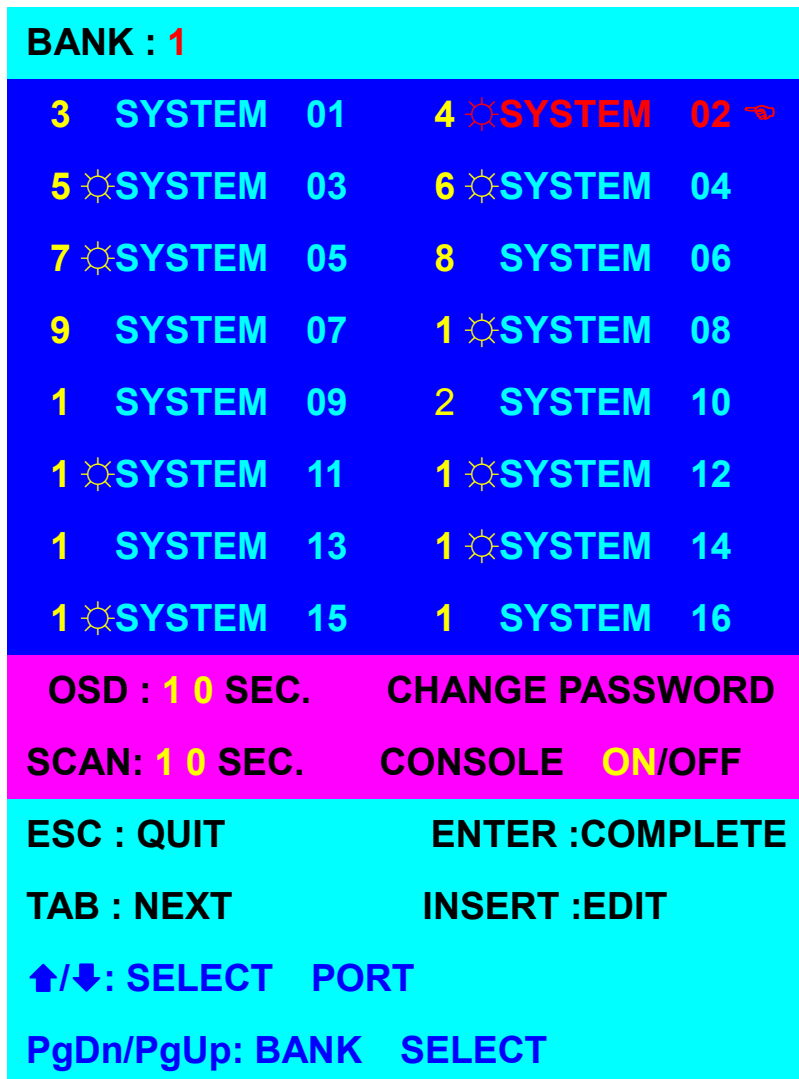 BANK : 1
3 SYSTEM 01 4 ☼SYSTEM 02 ☜
5 ☼SYSTEM 03 6 ☼SYSTEM 04
7 ☼SYSTEM 05 8 SYSTEM 06
9 SYSTEM 07 1 ☼SYSTEM 08
1 SYSTEM 09 2 SYSTEM 10
1 ☼SYSTEM 11 1 ☼SYSTEM 12
1 SYSTEM 13 1 ☼SYSTEM 14
1 ☼SYSTEM 15 1 SYSTEM 16
OSD : 1 0 SEC. CHANGE PASSWORD
SCAN: 1 0 SEC. CONSOLE ON/OFF
ESC : QUIT ENTER :COMPLETE
TAB : NEXT INSERT :EDIT
⬆/⬇: SELECT PORT
PgDn/PgUp: BANK SELECT